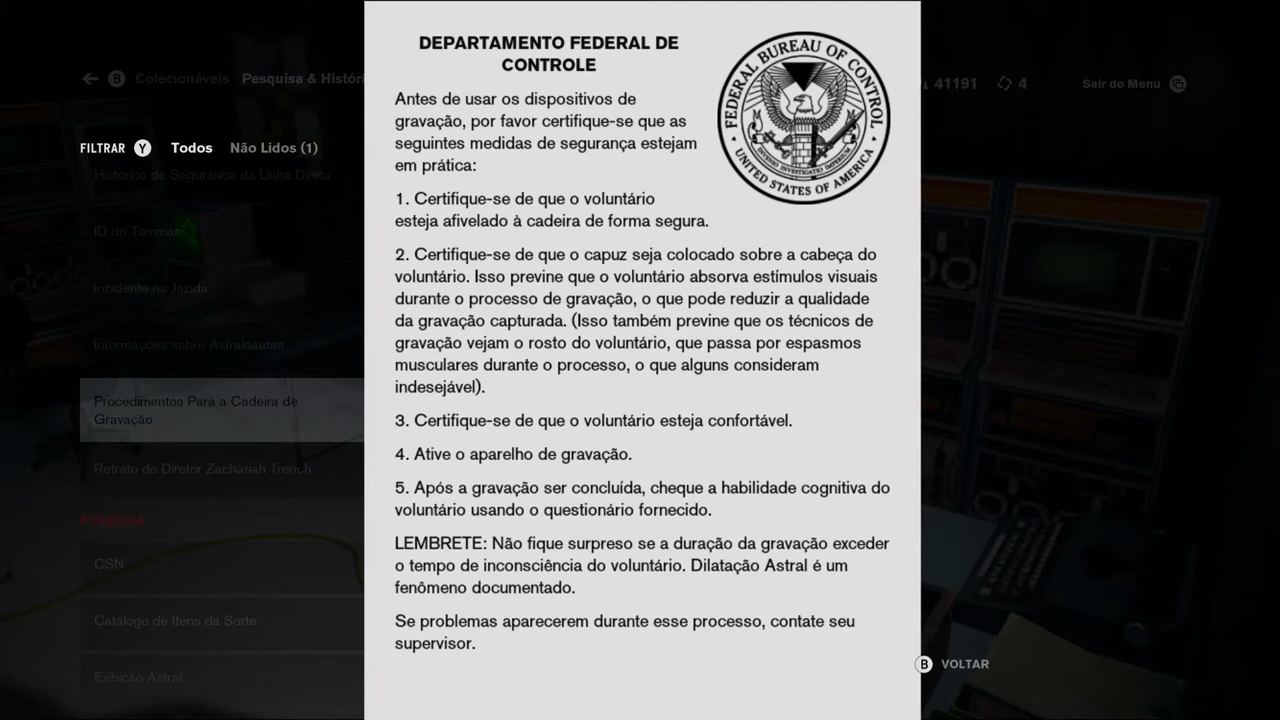 DEPARTAMENTO FEDERAL DE
CONTROLE
FEDERAL BUREAU OF CONTROL
UNITED STATES OF AMERICA
Antes de usar os dispositivos de
gravação, por favor certifique-se que as
seguintes medidas de segurança estejam
em prática:
1. Certifique-se de que o voluntário
esteja afivelado à cadeira de forma segura.
2. Certifique-se de que o capuz seja colocado sobre a cabeça do
voluntário. Isso previne que o voluntário absorva estímulos visuais
durante o processo de gravação, o que pode reduzir a qualidade
da gravação capturada. (Isso também previne que os técnicos de
gravação vejam o rosto do voluntário, que passa por espasmos
musculares durante o processo, o que alguns consideram
indesejável).
3. Certifique-se de que o voluntário esteja confortável.
4. Ative o aparelho de gravação.
5. Após a gravação ser concluída, cheque a habilidade cognitiva do
voluntário usando o questionário fornecido.
LEMBRETE: Não fique surpreso se a duração da gravação exceder
o tempo de inconsciência do voluntário. Dilatação Astral é um
fenômeno documentado.
Se problemas aparecerem durante esse processo, contate seu
supervisor.
B Colecionáveis Pesquisa & Históri
41191 4 Sair do Menu
FILTRAR Y Todos Não Lidos (1)
Histórico de Segurança da Linha Direta
ID do Tommasi
Incidente na Jazida
Informações sobre Astralnautas
Procedimentos Para a Cadeira de
Gravação
Retrato do Diretor Zachariah Trench
PESQUISA
CSN
Catálogo de Itens da Sorte
Exibição Astral
B VOLTAR